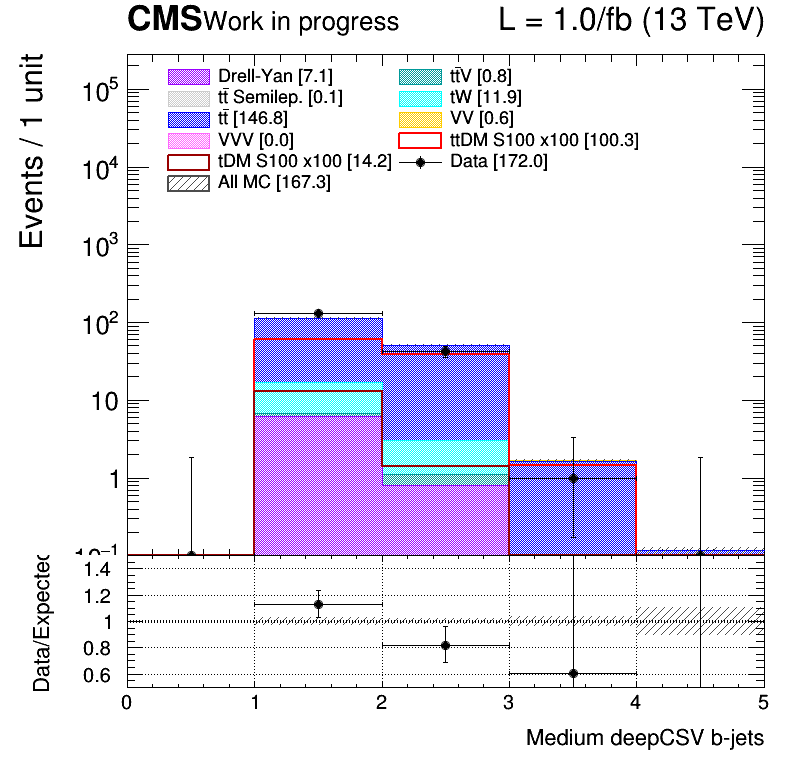 CMS Work in progress L = 1.0/fb (13 TeV)
Drell-Yan [7.1] tt̄V [0.8]
tt̄ Semilep. [0.1] tW [11.9]
tt̄ [146.8] VV [0.6]
VVV [0.0] ttDM S100 x100 [100.3]
tDM S100 x100 [14.2] Data [172.0]
All MC [167.3]
Events / 1 unit
10⁵
10⁴
10³
10²
10
1
10⁻¹
Data/Expected
1.4
1.2
1
0.8
0.6
0 1 2 3 4 5
Medium deepCSV b-jets